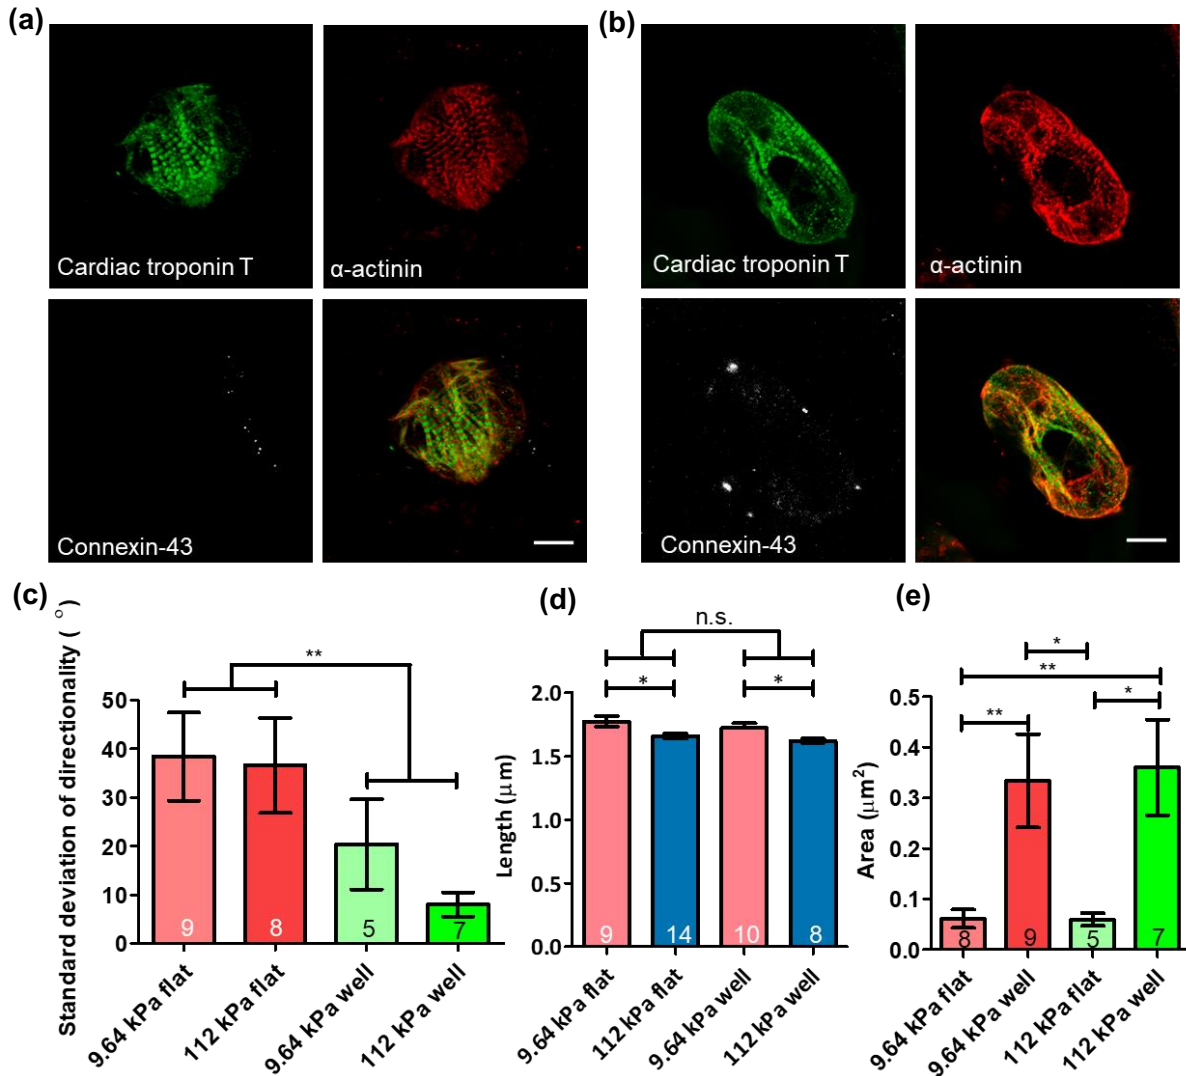 (a)
(b)
Cardiac troponin T
α-actinin
Cardiac troponin T
α-actinin
Connexin-43
Connexin-43
(c)
Standard deviation of directionality ( °)
**
50
40
30
20
10
0
9
8
5
7
9.64 kPa flat
112 kPa flat
9.64 kPa well
112 kPa well
(d)
n.s.
*
*
Length (μm)
2.0
1.5
1.0
0.5
0.0
9
14
10
8
9.64 kPa flat
112 kPa flat
9.64 kPa well
112 kPa well
(e)
*
**
*
**
Area (μm²)
0.5
0.4
0.3
0.2
0.1
0.0
8
9
5
7
9.64 kPa flat
9.64 kPa well
112 kPa flat
112 kPa well